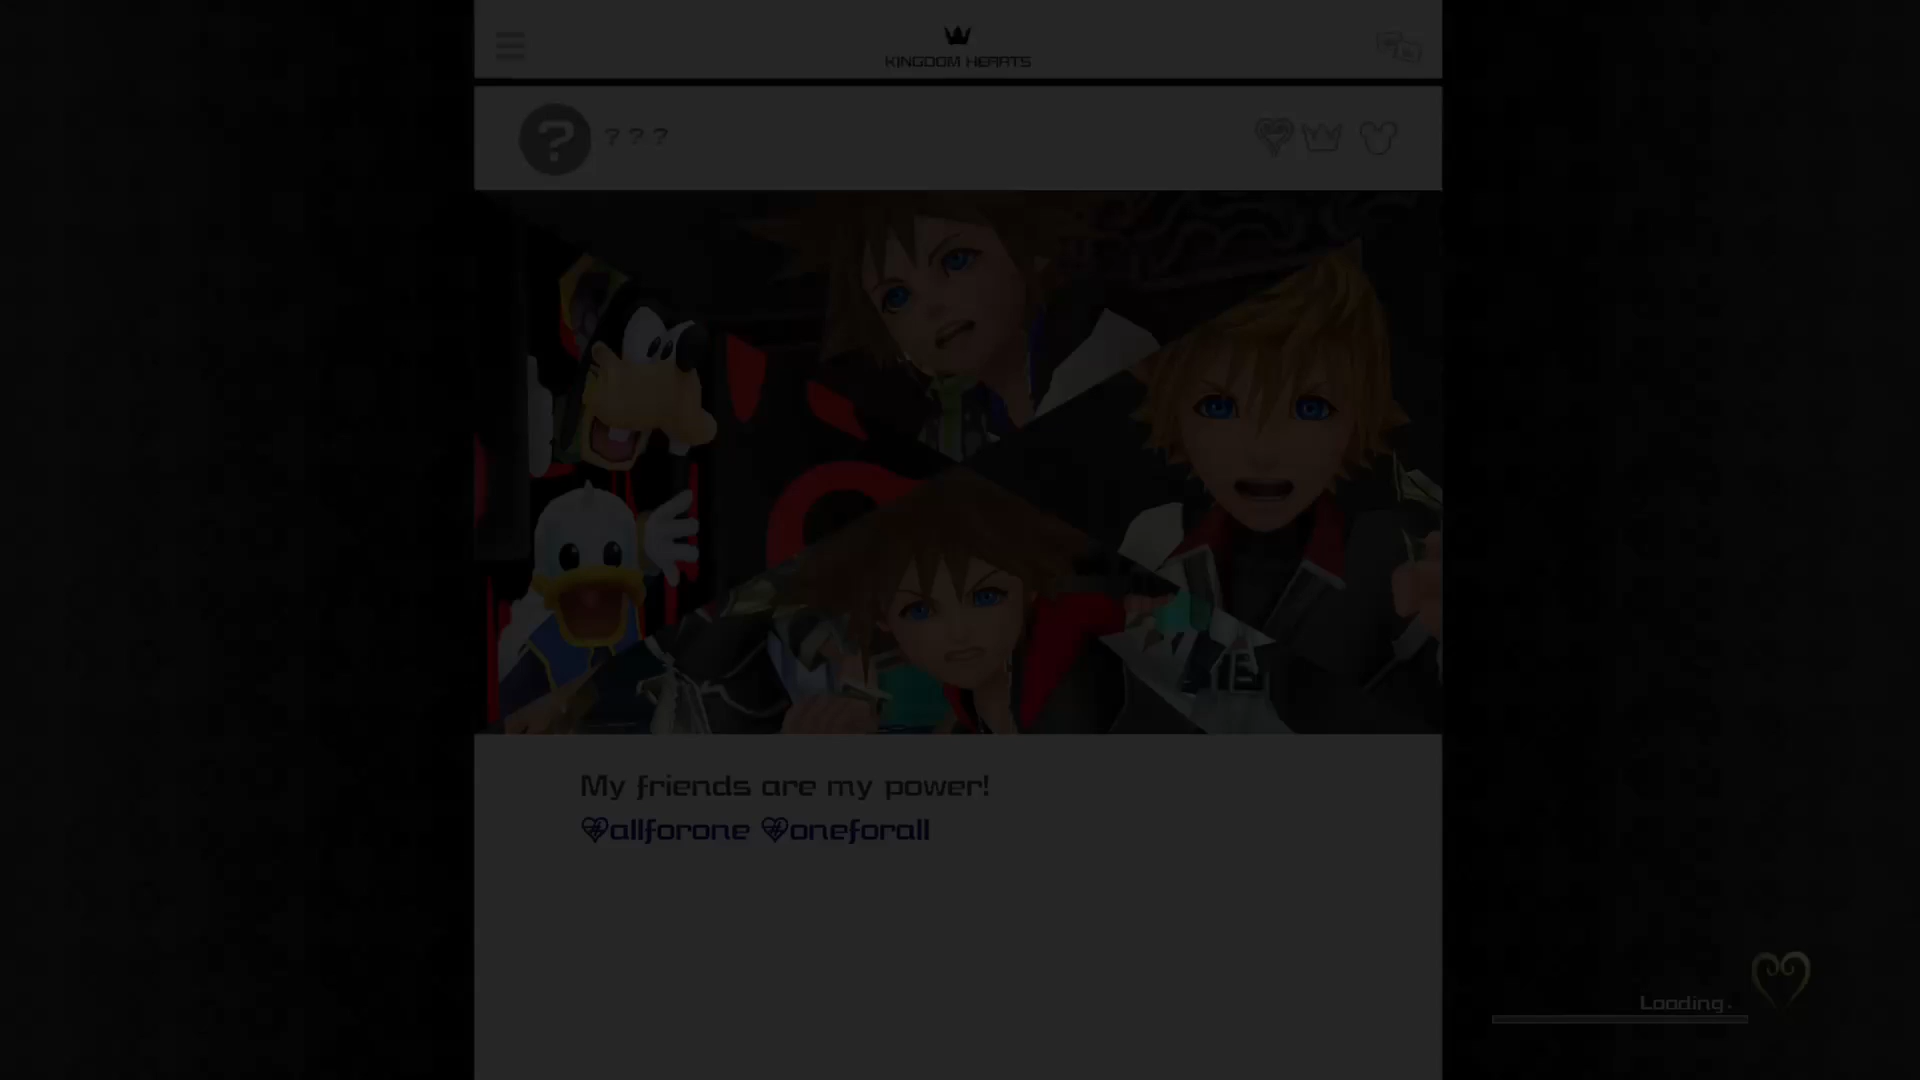 KINGDOM HEARTS
? ? ?
My friends are my power!
#allforone #oneforall
Loading.